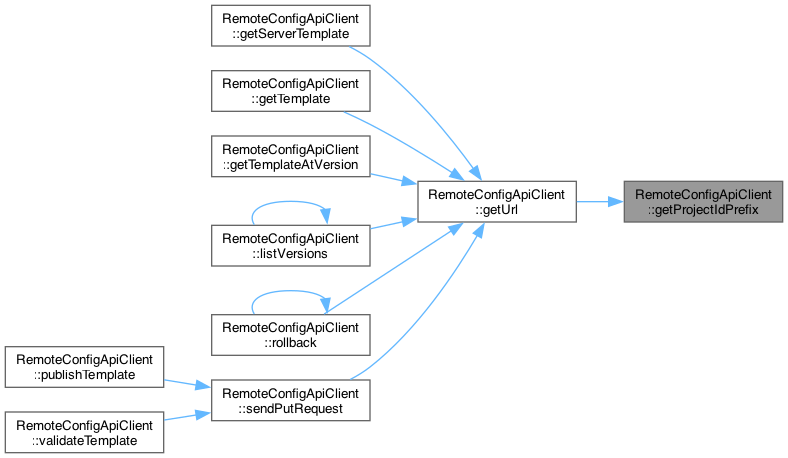 RemoteConfigApiClient
::getServerTemplate
RemoteConfigApiClient
::getTemplate
RemoteConfigApiClient
::getTemplateAtVersion
RemoteConfigApiClient
::getUrl
RemoteConfigApiClient
::getProjectIdPrefix
RemoteConfigApiClient
::listVersions
RemoteConfigApiClient
::rollback
RemoteConfigApiClient
::publishTemplate
RemoteConfigApiClient
::sendPutRequest
RemoteConfigApiClient
::validateTemplate